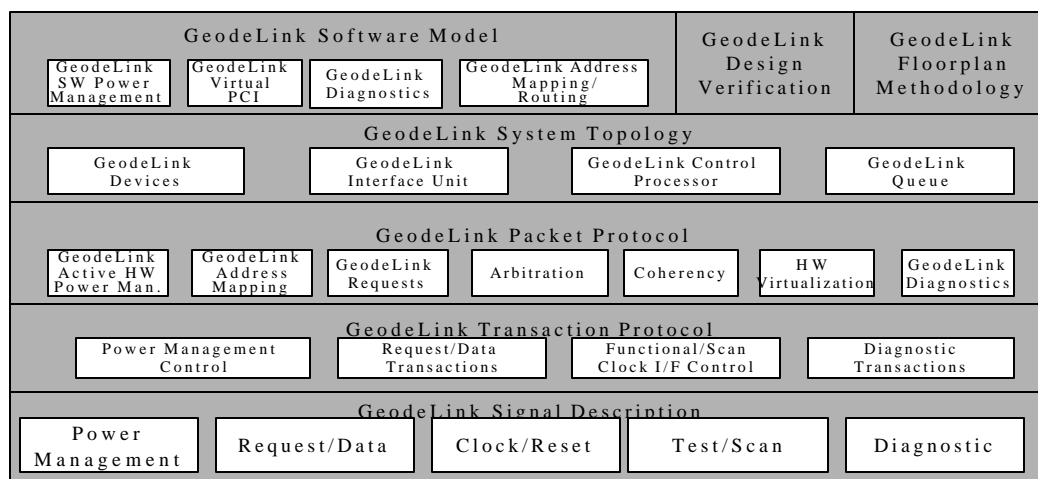 GeodeLink Software Model
GeodeLink
SW Power
Management
GeodeLink
Virtual
PCI
GeodeLink
Diagnostics
GeodeLink Address
Mapping/
Routing
GeodeLink
Design
Verification
GeodeLink
Floorplan
Methodology
GeodeLink System Topology
GeodeLink
Devices
GeodeLink
Interface Unit
GeodeLink Control
Processor
GeodeLink
Queue
GeodeLink Packet Protocol
GeodeLink
Active HW
Power Man.
GeodeLink
Address
Mapping
GeodeLink
Requests
Arbitration
Coherency
HW
Virtualization
GeodeLink
Diagnostics
GeodeLink Transaction Protocol
Power Management
Control
Request/Data
Transactions
Functional/Scan
Clock I/F Control
Diagnostic
Transactions
GeodeLink Signal Description
Power
Management
Request/Data
Clock/Reset
Test/Scan
Diagnostic